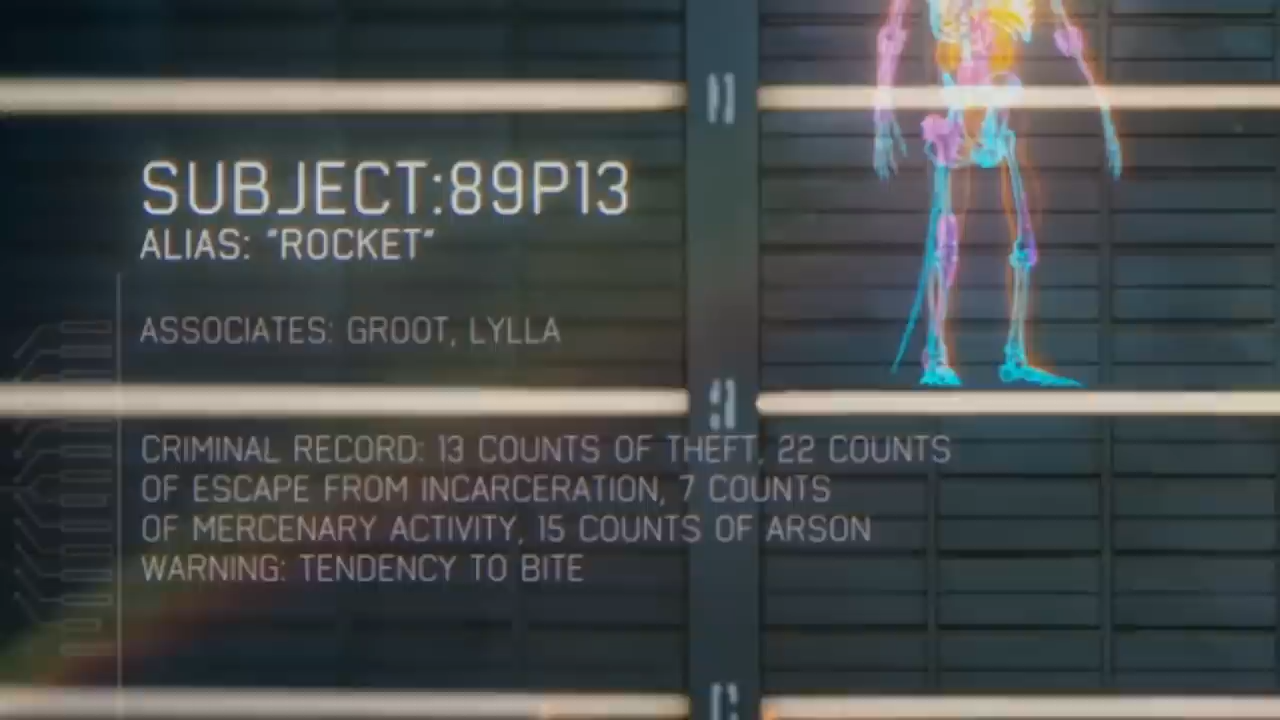 SUBJECT:89P13
ALIAS: "ROCKET"
ASSOCIATES: GROOT, LYLLA
CRIMINAL RECORD: 13 COUNTS OF THEFT, 22 COUNTS
OF ESCAPE FROM INCARCERATION, 7 COUNTS
OF MERCENARY ACTIVITY, 15 COUNTS OF ARSON
WARNING: TENDENCY TO BITE